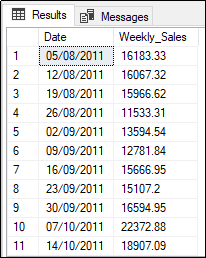 Results Messages
Date Weekly_Sales
1 05/08/2011 16183.33
2 12/08/2011 16067.32
3 19/08/2011 15966.62
4 26/08/2011 11533.31
5 02/09/2011 13594.54
6 09/09/2011 12781.84
7 16/09/2011 15666.95
8 23/09/2011 15107.2
9 30/09/2011 16594.95
10 07/10/2011 22372.88
11 14/10/2011 18907.09